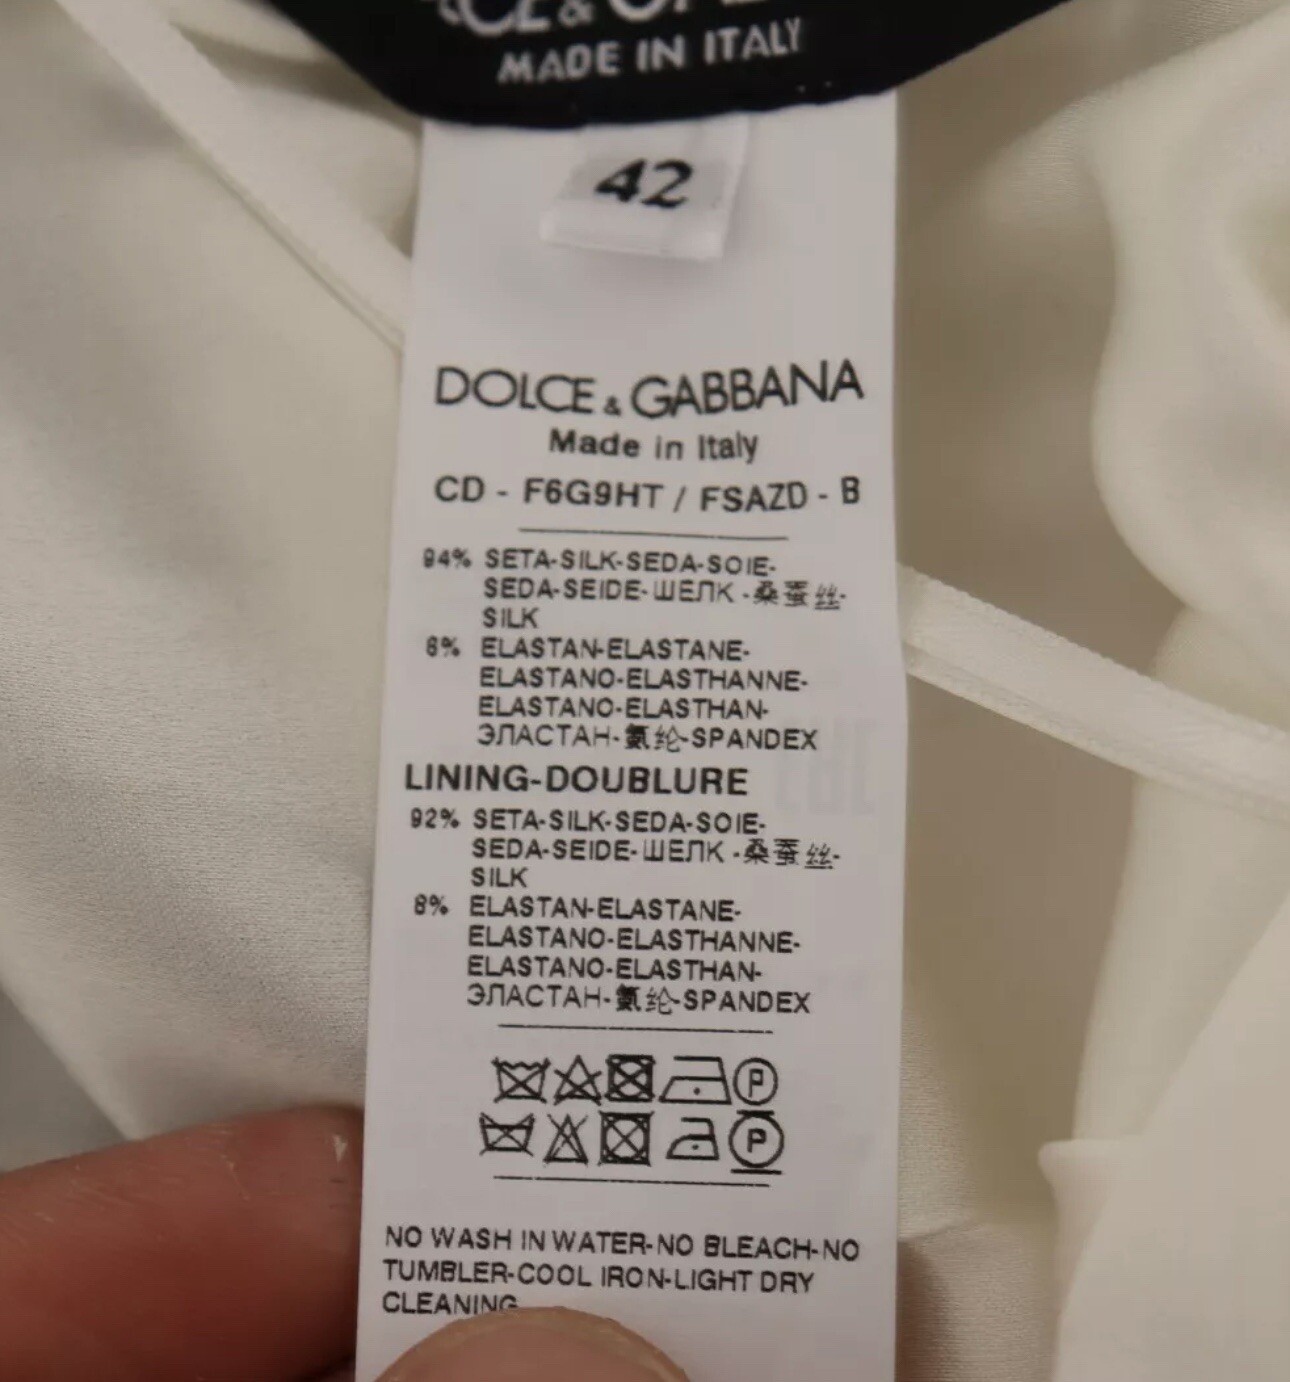 CE & GA
MADE IN ITALY
42
DOLCE & GABBANA
Made in Italy
CD - F6G9HT / FSAZD - B
94% SETA-SILK-SEDA-SOIE-
SEDA-SEIDE-ШЕЛК-桑蚕丝-
SILK
6% ELASTAN-ELASTANE-
ELASTANO-ELASTHANNE-
ELASTANO-ELASTHAN-
ЭЛАСТАН-氨纶-SPANDEX
LINING-DOUBLURE
92% SETA-SILK-SEDA-SOIE-
SEDA-SEIDE-ШЕЛК-桑蚕丝-
SILK
8% ELASTAN-ELASTANE-
ELASTANO-ELASTHANNE-
ELASTANO-ELASTHAN-
ЭЛАСТАН-氨纶-SPANDEX
P
P
NO WASH IN WATER-NO BLEACH-NO
TUMBLER-COOL IRON-LIGHT DRY
CLEANING